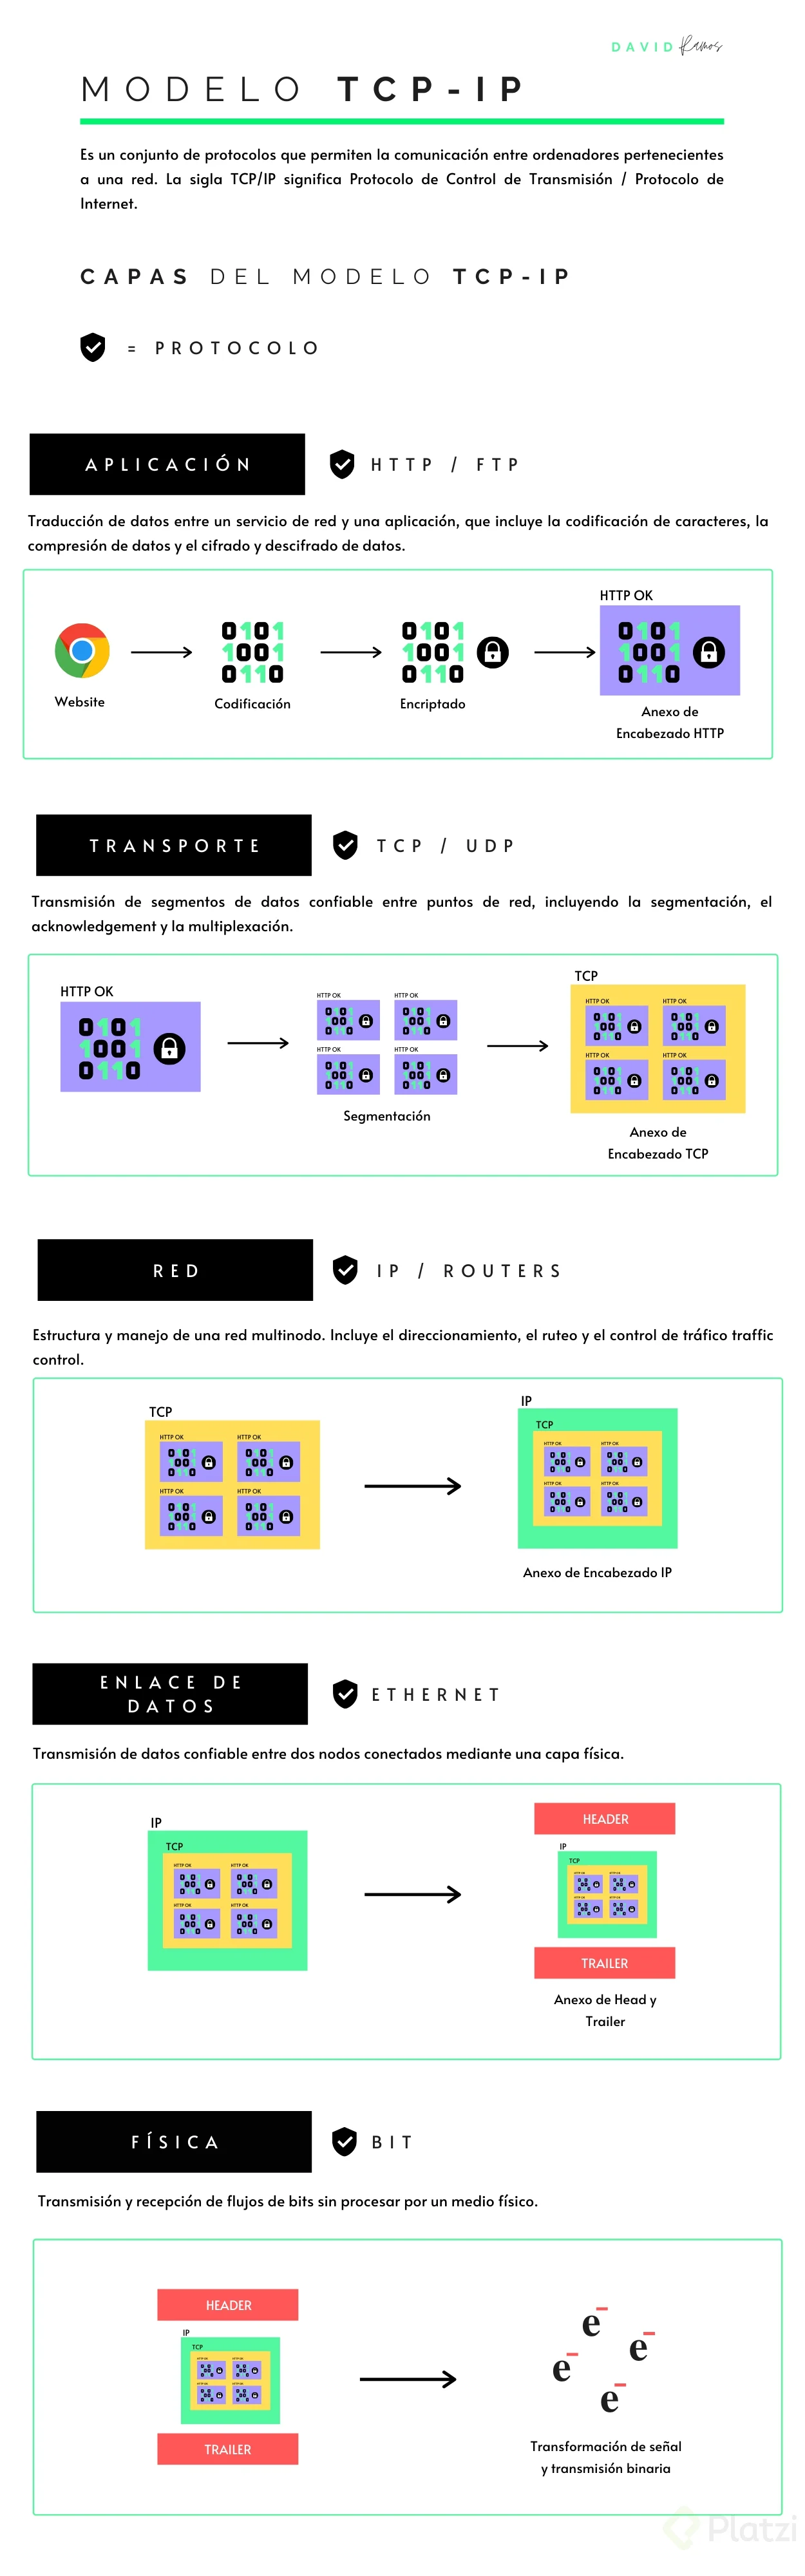 DAVID Ramos
MODELO TCP-IP
Es un conjunto de protocolos que permiten la comunicación entre ordenadores pertenecientes
a una red. La sigla TCP/IP significa Protocolo de Control de Transmisión / Protocolo de
Internet.
CAPAS DEL MODELO TCP-IP
= PROTOCOLO
APLICACIÓN
HTTP / FTP
Traducción de datos entre un servicio de red y una aplicación, que incluye la codificación de caracteres, la
compresión de datos y el cifrado y descifrado de datos.
HTTP OK
0101
1001
0110
0101
1001
0110
0101
1001
0110
Website
Codificación
Encriptado
Anexo de
Encabezado HTTP
TRANSPORTE
TCP / UDP
Transmisión de segmentos de datos confiable entre puntos de red, incluyendo la segmentación, el
acknowledgement y la multiplexación.
HTTP OK
0101
1001
0110
HTTP OK
HTTP OK
HTTP OK
HTTP OK
Segmentación
TCP
HTTP OK
HTTP OK
HTTP OK
HTTP OK
Anexo de
Encabezado TCP
RED
IP / ROUTERS
Estructura y manejo de una red multinodo. Incluye el direccionamiento, el ruteo y el control de tráfico traffic
control.
TCP
HTTP OK
HTTP OK
HTTP OK
HTTP OK
IP
TCP
HTTP OK
HTTP OK
HTTP OK
HTTP OK
Anexo de Encabezado IP
ENLACE DE
DATOS
ETHERNET
Transmisión de datos confiable entre dos nodos conectados mediante una capa física.
IP
TCP
HTTP OK
HTTP OK
HTTP OK
HTTP OK
HEADER
IP
TCP
TRAILER
Anexo de Head y
Trailer
FÍSICA
BIT
Transmisión y recepción de flujos de bits sin procesar por un medio físico.
HEADER
IP
TCP
TRAILER
e-
e-
e-
e-
Transformación de señal
y transmisión binaria
Platzi